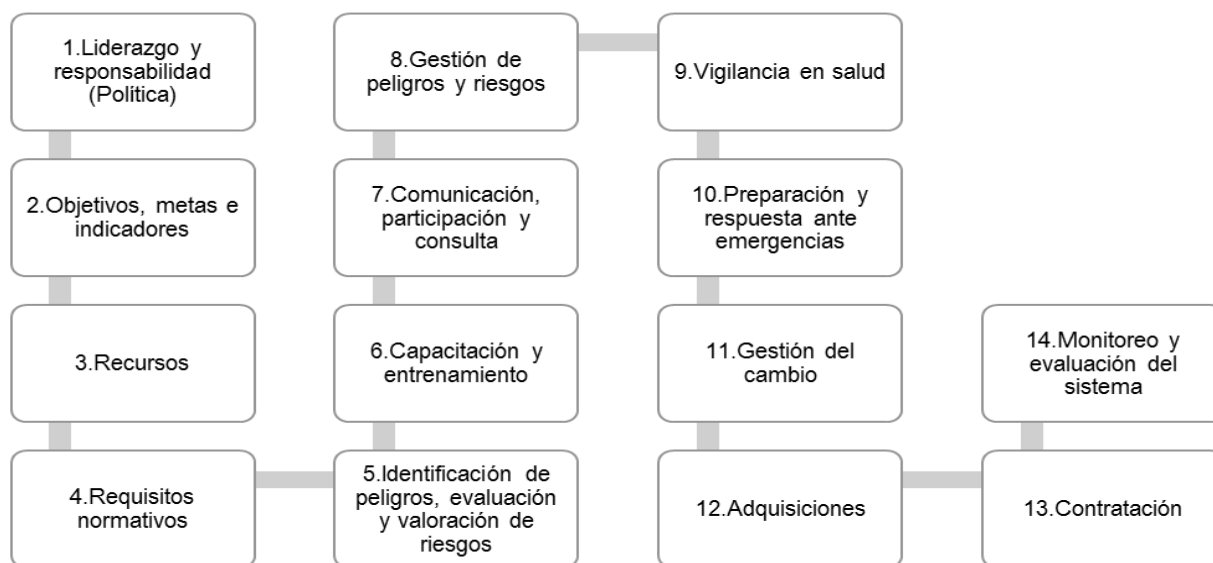 1.Liderazgo y
responsabilidad
(Política)
2.Objetivos, metas e
indicadores
3.Recursos
4.Requisitos
normativos
5.Identificación de
peligros, evaluación
y valoración de
riesgos
6.Capacitación y
entrenamiento
7.Comunicación,
participación y
consulta
8.Gestión de
peligros y riesgos
9.Vigilancia en salud
10.Preparación y
respuesta ante
emergencias
11.Gestión del
cambio
12.Adquisiciones
13.Contratación
14.Monitoreo y
evaluación del
sistema